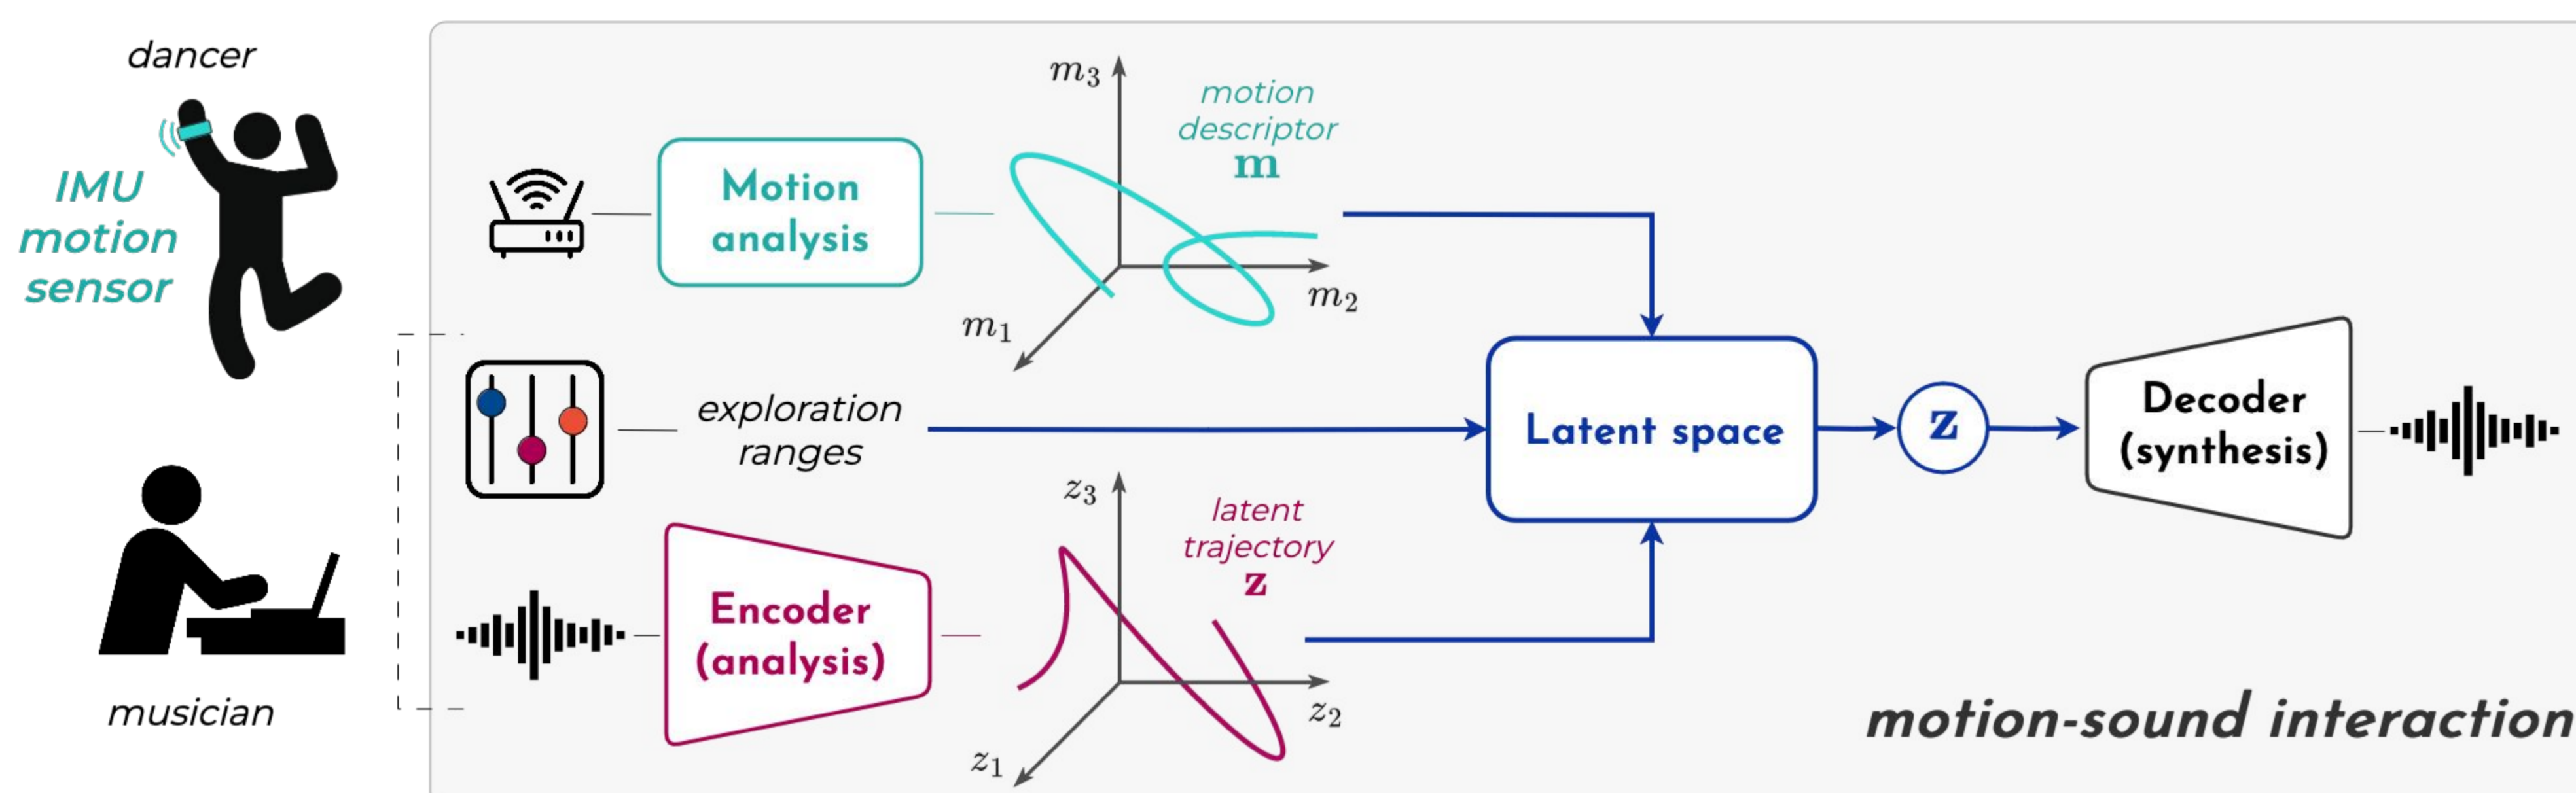 dancer
IMU
motion
sensor
musician
Motion
analysis
m₃
m₂
m₁
motion
descriptor
m
exploration
ranges
Encoder
(analysis)
z₃
z₂
z₁
latent
trajectory
z
Latent space
z
Decoder
(synthesis)
motion-sound interaction